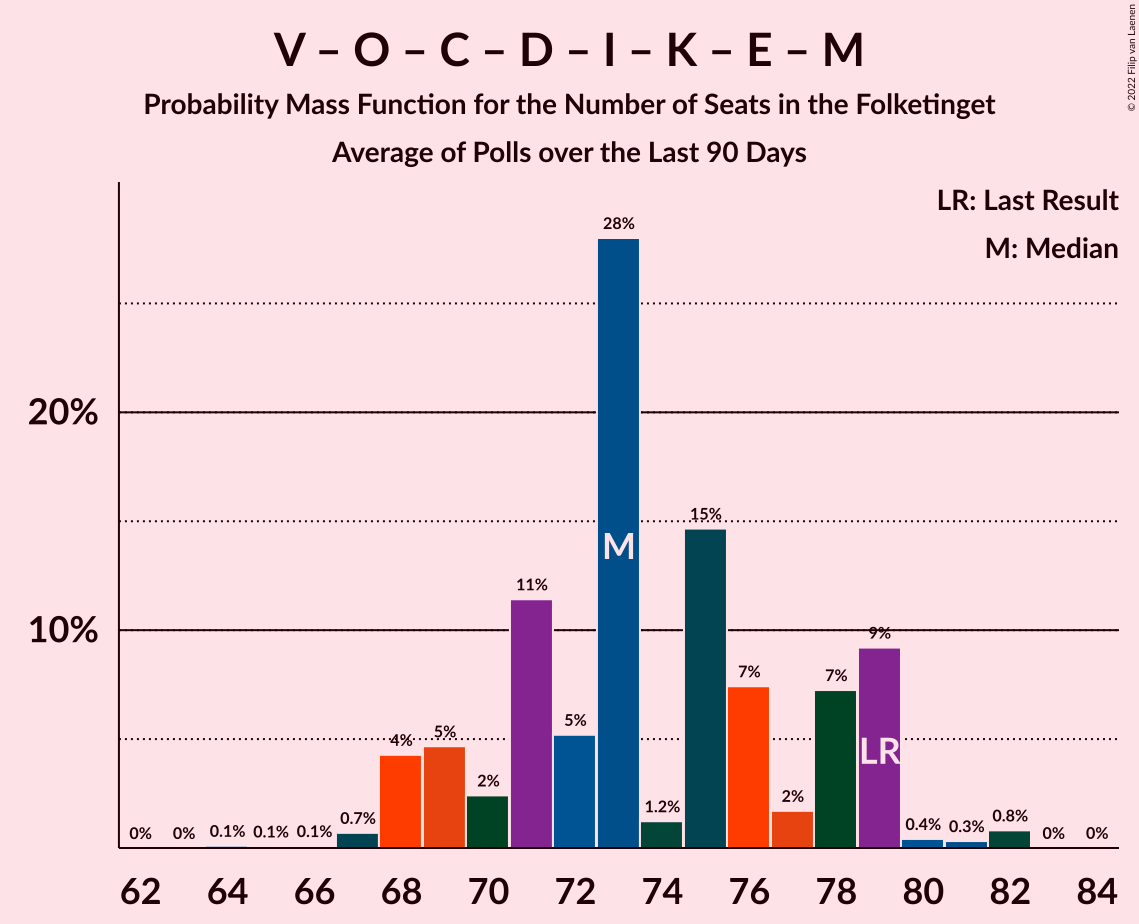 V – O – C – D – I – K – E – M
Probability Mass Function for the Number of Seats in the Folketinget
Average of Polls over the Last 90 Days
© 2022 Filip van Laenen
LR: Last Result
M: Median
20%
10%
0% 0% 0.1% 0.1% 0.1% 0.7% 4% 5% 2% 11% 5% 28% 1.2% 15% 7% 2% 7% 9% 0.4% 0.3% 0.8% 0% 0%
M
LR
62 64 66 68 70 72 74 76 78 80 82 84